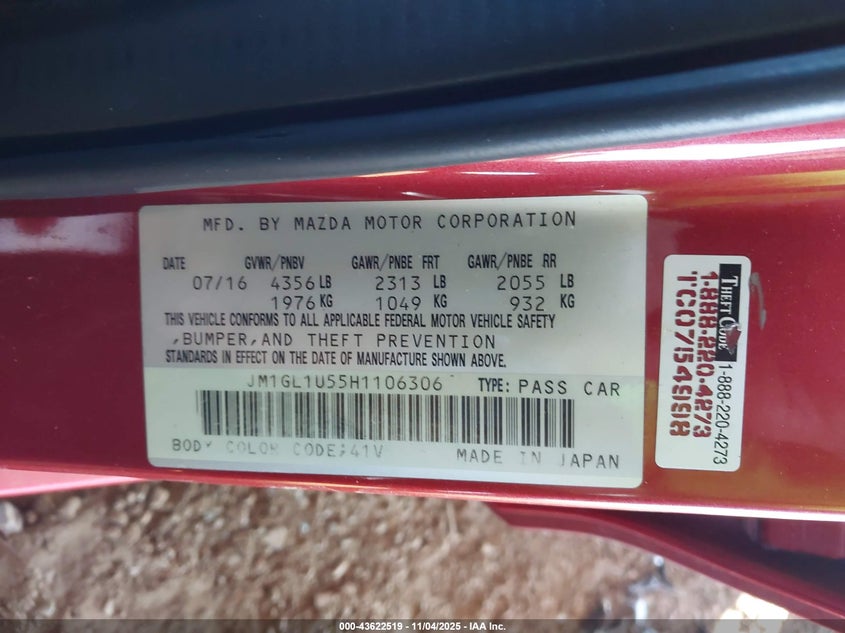 MFD. BY MAZDA MOTOR CORPORATION
DATE GVWR/PNBV GAWR/PNBE FRT GAWR/PNBE RR
07/16 4356 LB 2313 LB 2055 LB
1976 KG 1049 KG 932 KG
THIS VEHICLE CONFORMS TO ALL APPLICABLE FEDERAL MOTOR VEHICLE SAFETY
,BUMPER,AND THEFT PREVENTION
STANDARDS IN EFFECT ON THE DATE OF MANUFACTURE SHOWN ABOVE.
JM1GL1U55H1106306 TYPE: PASS CAR
BODY COLOR CODE:41V MADE IN JAPAN
THEFT CODE 1-888-220-4273
1-888-220-4273
TC07154998
000-43622519 - 11/04/2025 - IAA Inc.